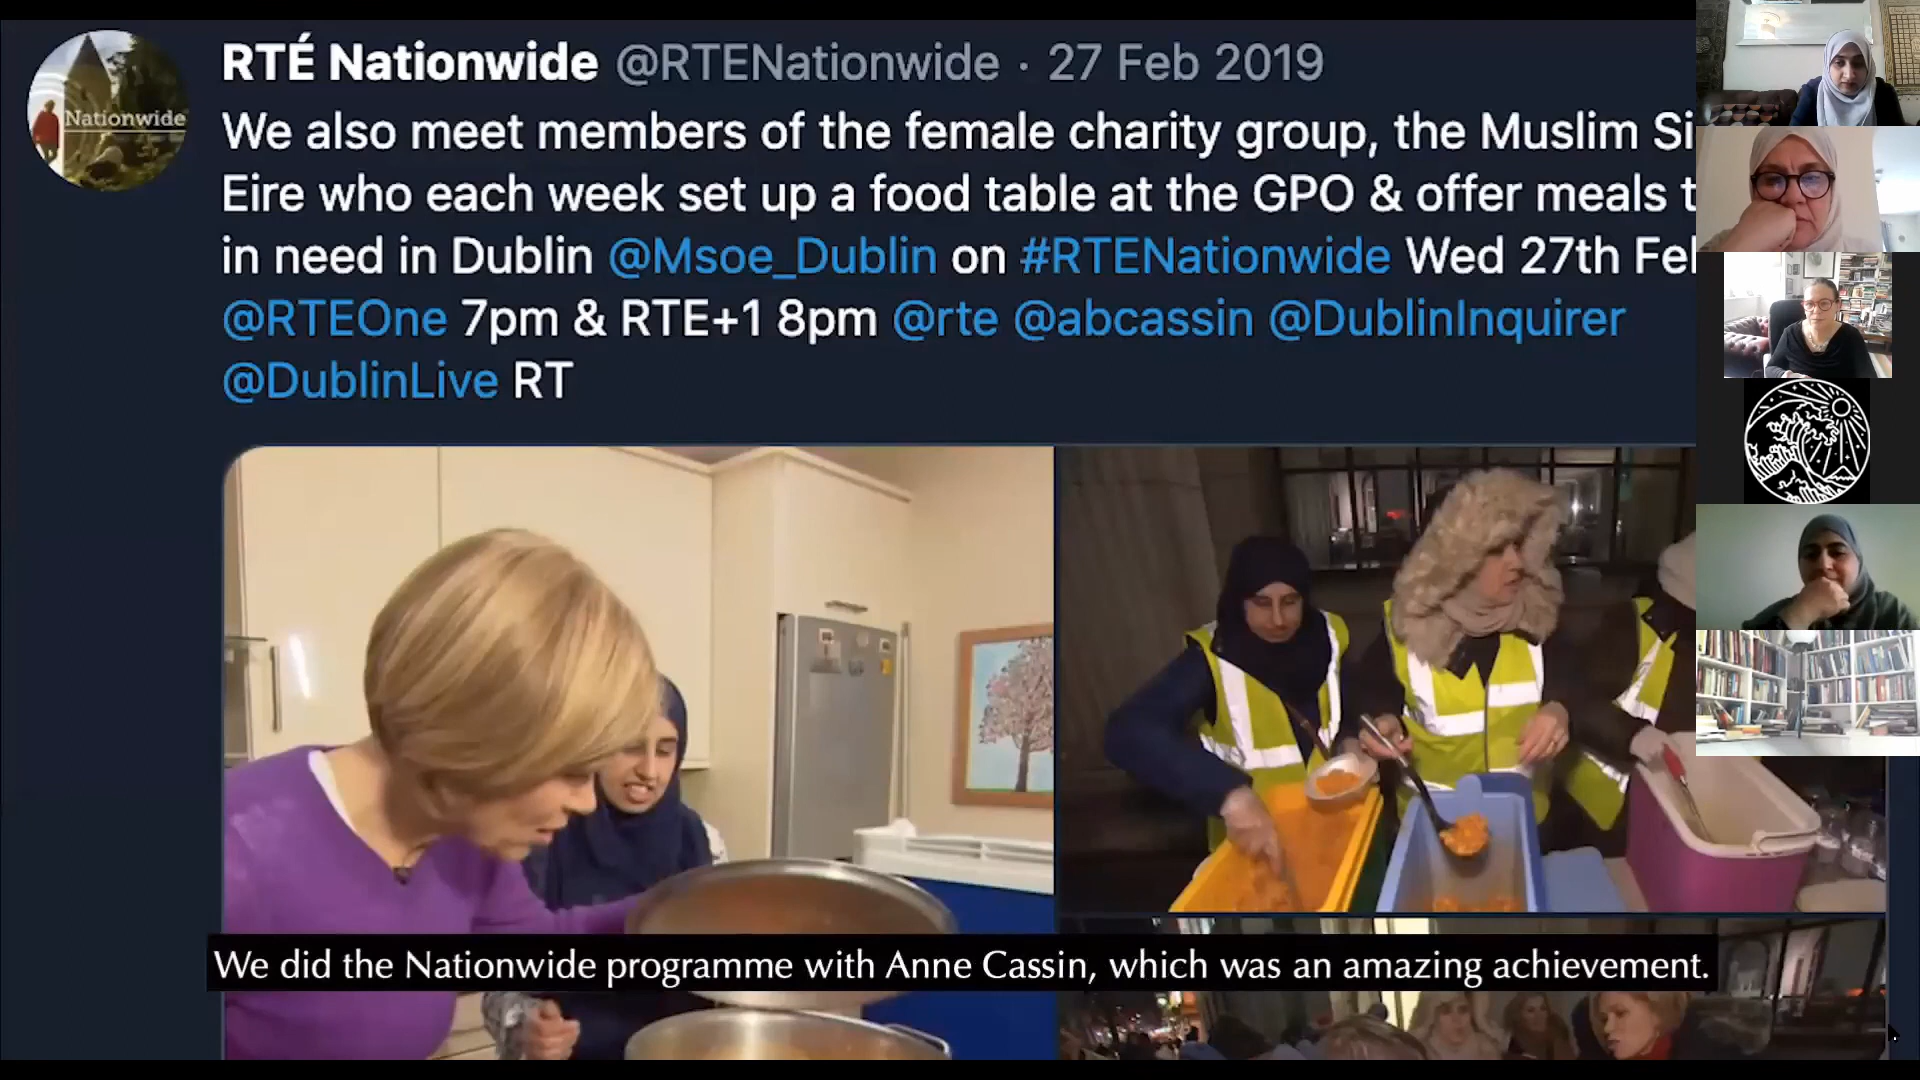 RTÉ Nationwide @RTENationwide · 27 Feb 2019
Nationwide
We also meet members of the female charity group, the Muslim
Eire who each week set up a food table at the GPO & offer meals
in need in Dublin @Msoe_Dublin on #RTENationwide Wed 27th
@RTEOne 7pm & RTE+1 8pm @rte @abcassin @DublinInquirer
@DublinLive RT
We did the Nationwide programme with Anne Cassin, which was an amazing achievement.